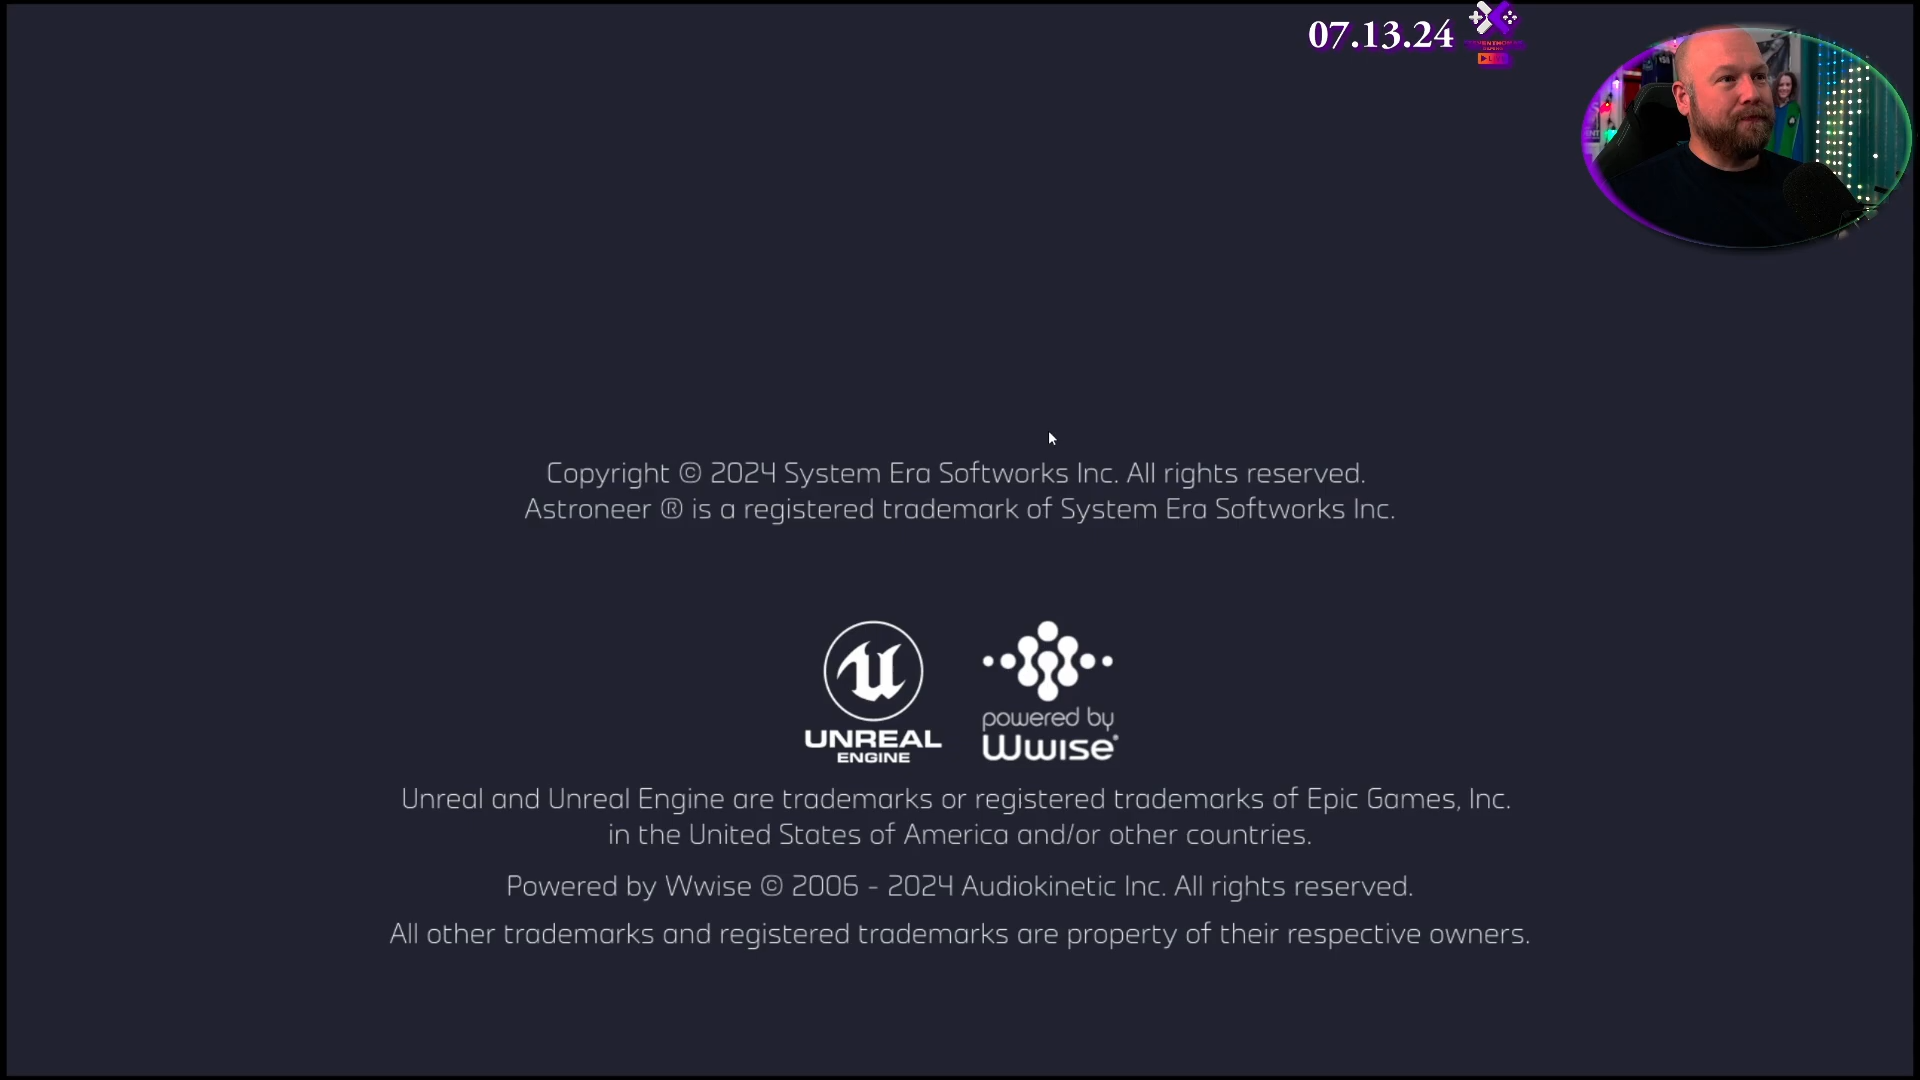 07.13.24
Copyright © 2024 System Era Softworks Inc. All rights reserved.
Astroneer ® is a registered trademark of System Era Softworks Inc.
UNREAL
ENGINE
powered by
Wwise®
Unreal and Unreal Engine are trademarks or registered trademarks of Epic Games, Inc.
in the United States of America and/or other countries.
Powered by Wwise © 2006 - 2024 Audiokinetic Inc. All rights reserved.
All other trademarks and registered trademarks are property of their respective owners.